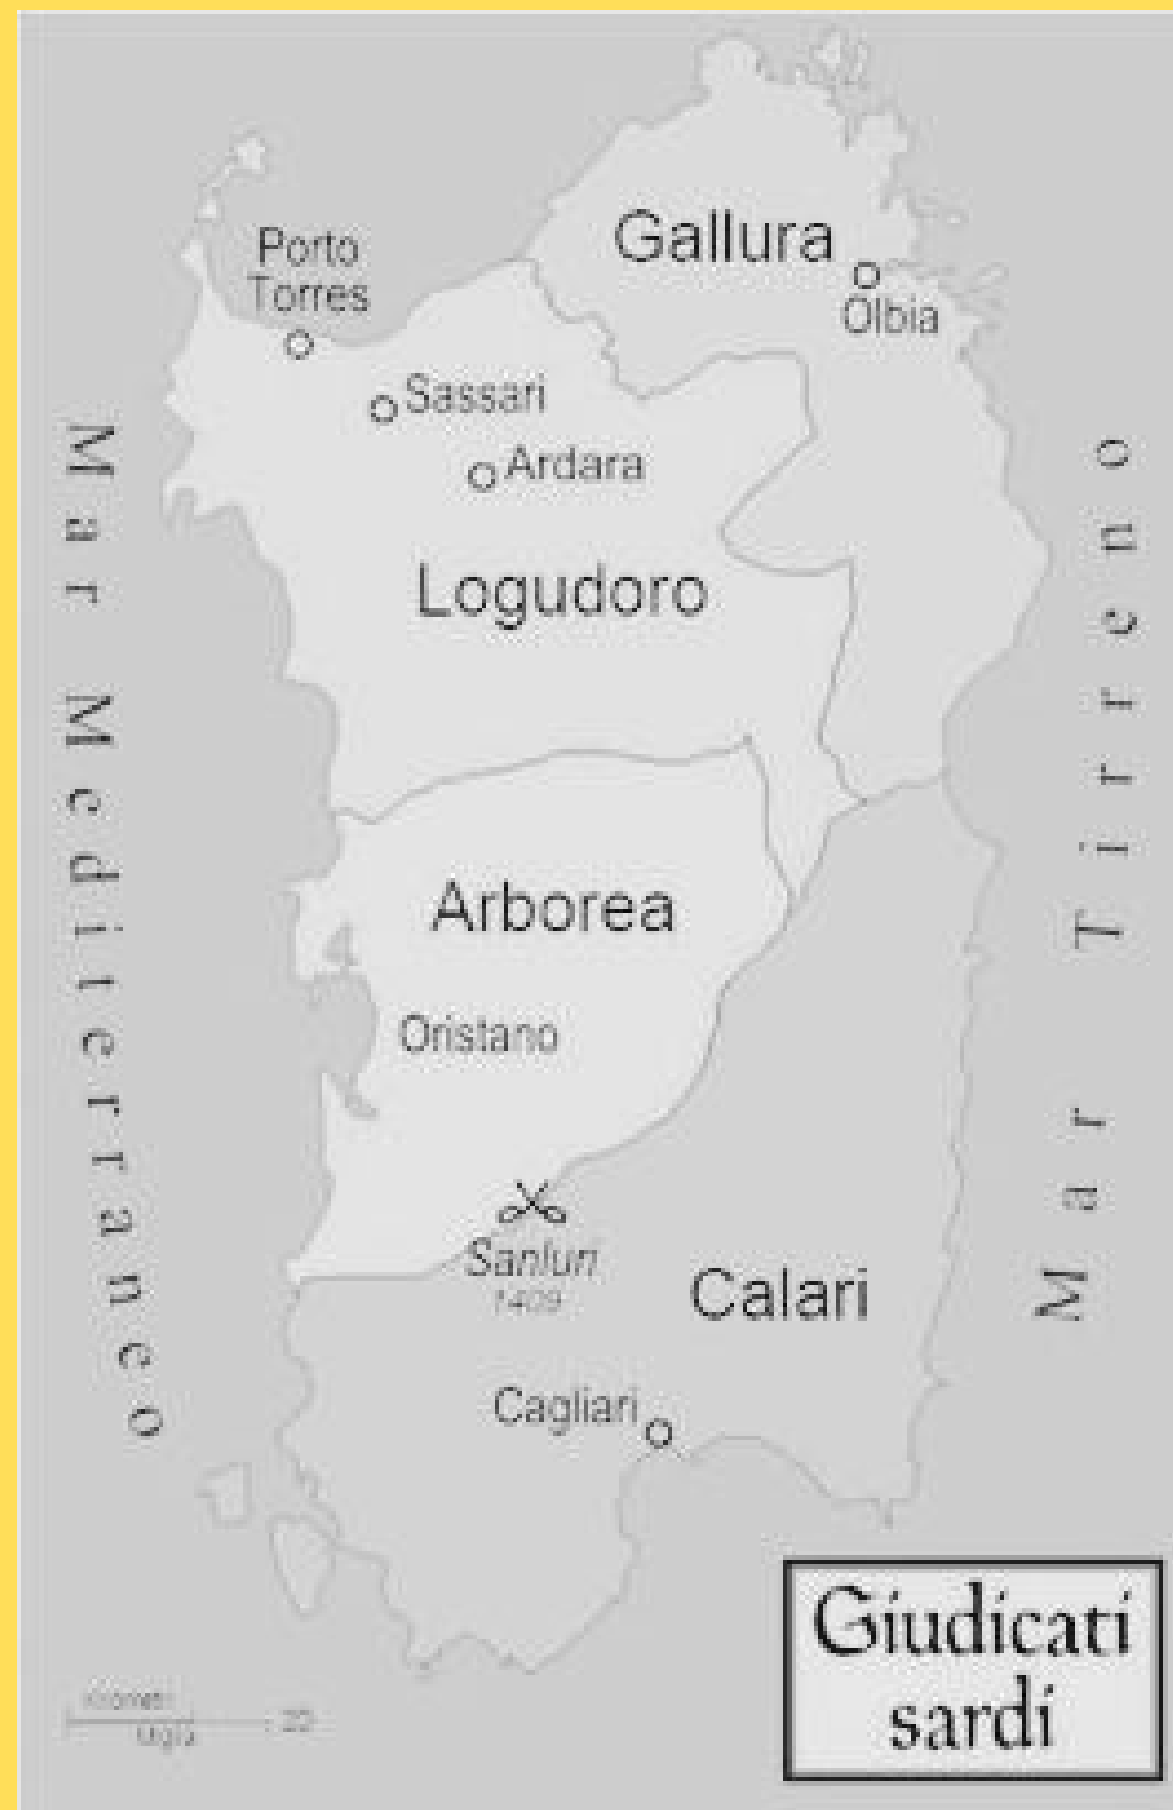 Gallura
Porto
Torres
Olbia
Sassari
Ardara
Logudoro
Mar Mediterraneo
Mar Tirreno
Arborea
Oristano
Sanluri
1409
Calari
Cagliari
Giudicati
sardi